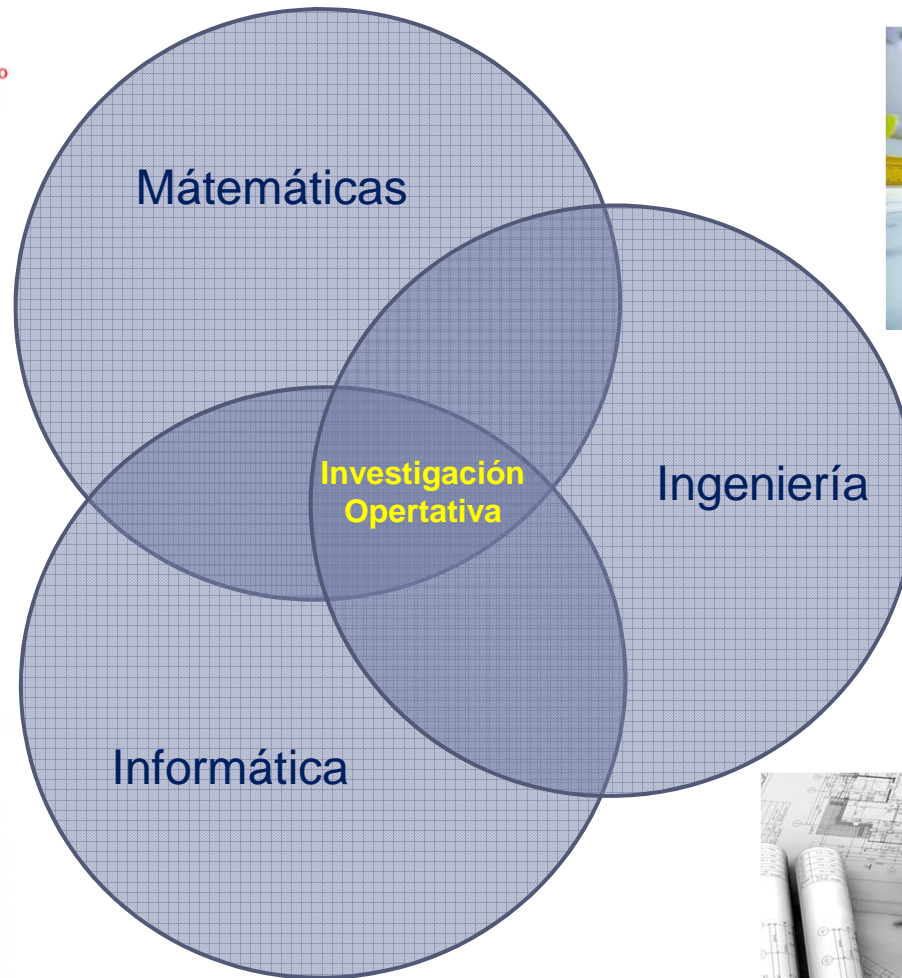 Mátemáticas
Investigación
Opertativa
Ingeniería
Informática